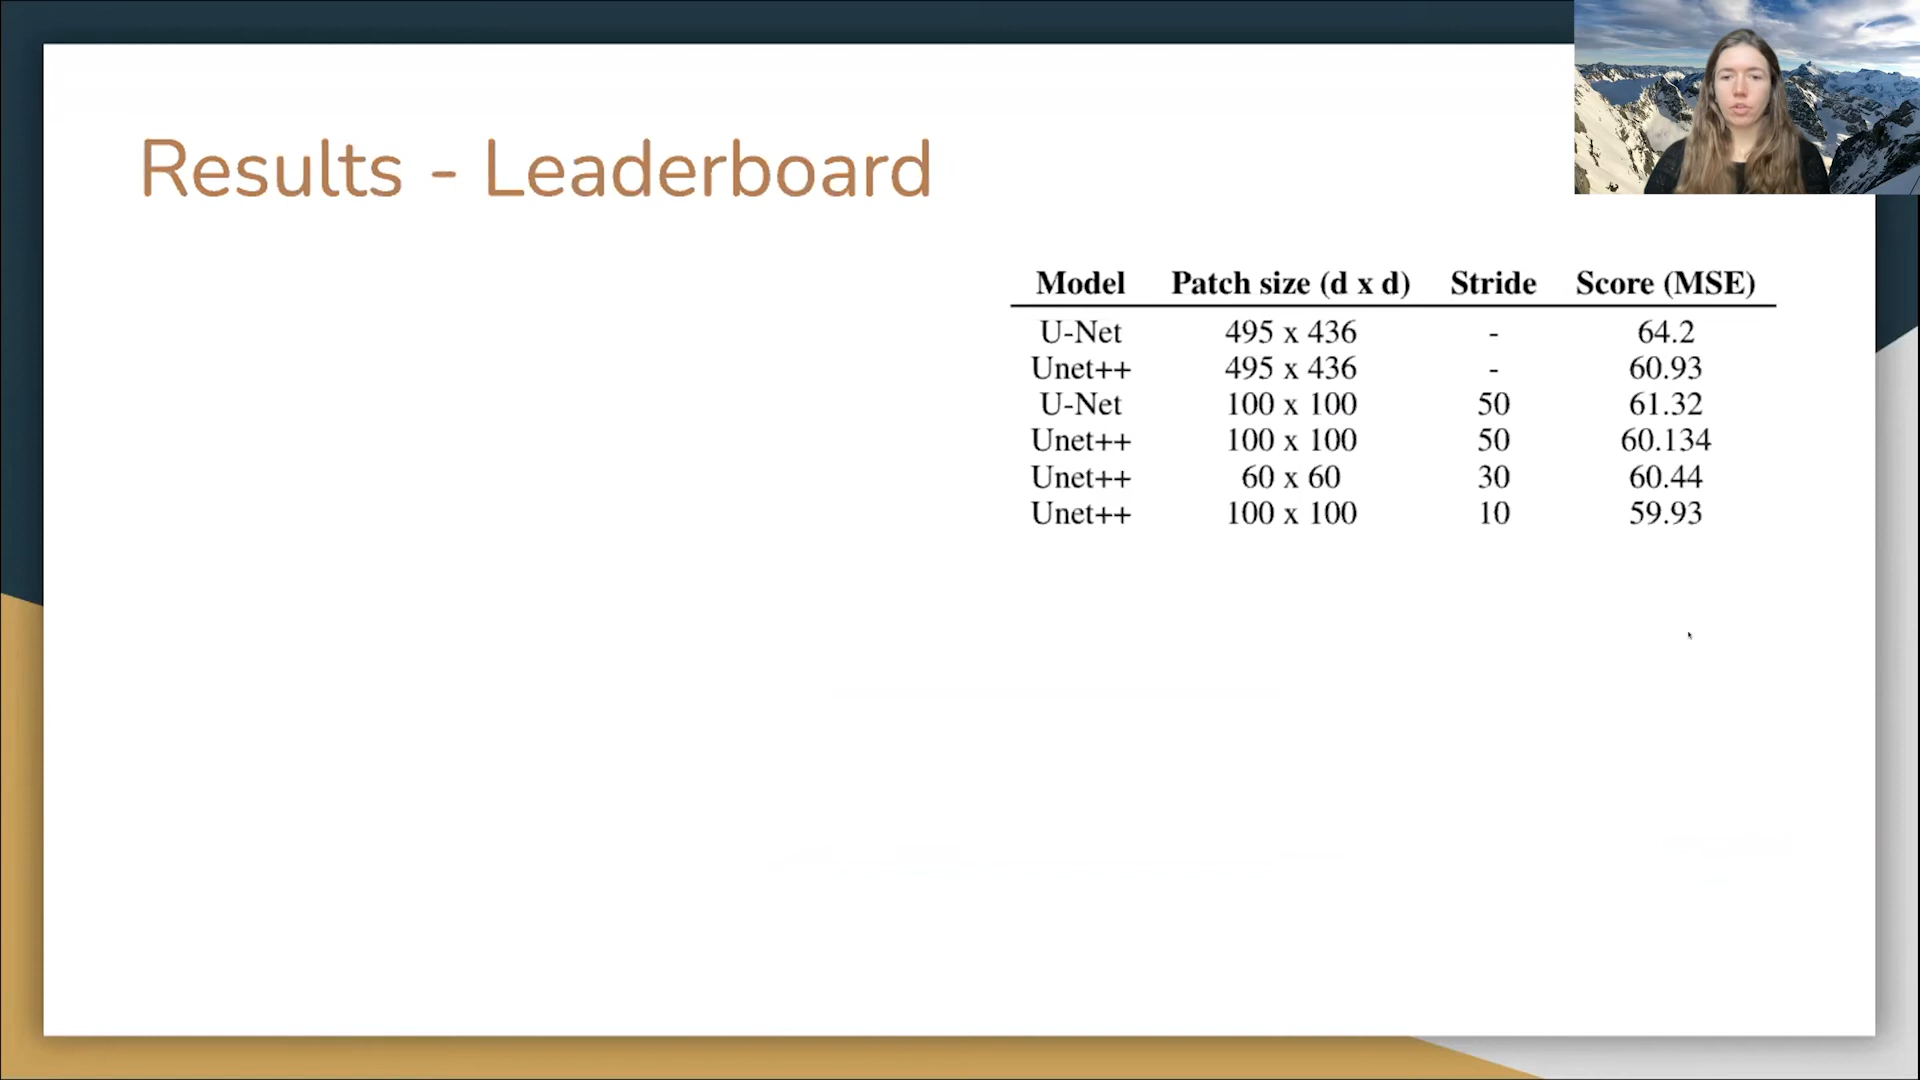 Results - Leaderboard
Model Patch size (d x d) Stride Score (MSE)
U-Net 495 x 436 - 64.2
Unet++ 495 x 436 - 60.93
U-Net 100 x 100 50 61.32
Unet++ 100 x 100 50 60.134
Unet++ 60 x 60 30 60.44
Unet++ 100 x 100 10 59.93